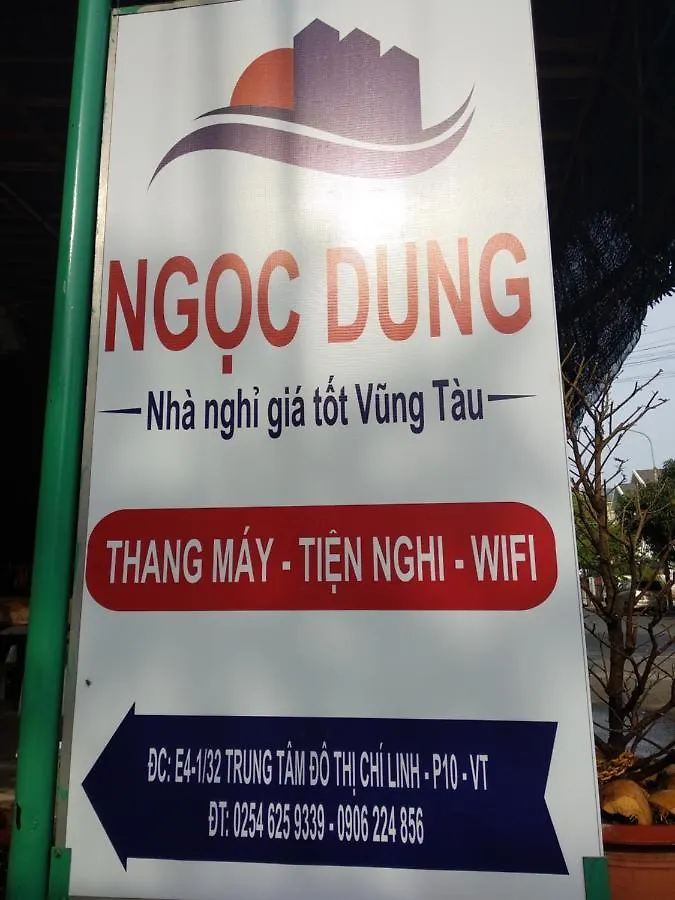 NGỌC DUNG
Nhà nghỉ giá tốt Vũng Tàu
THANG MÁY - TIỆN NGHI - WIFI
ĐC: E4-1/32 TRUNG TÂM ĐÔ THỊ CHÍ LINH - P10 - VT
ĐT: 0254 625 9339 - 0906 224 856